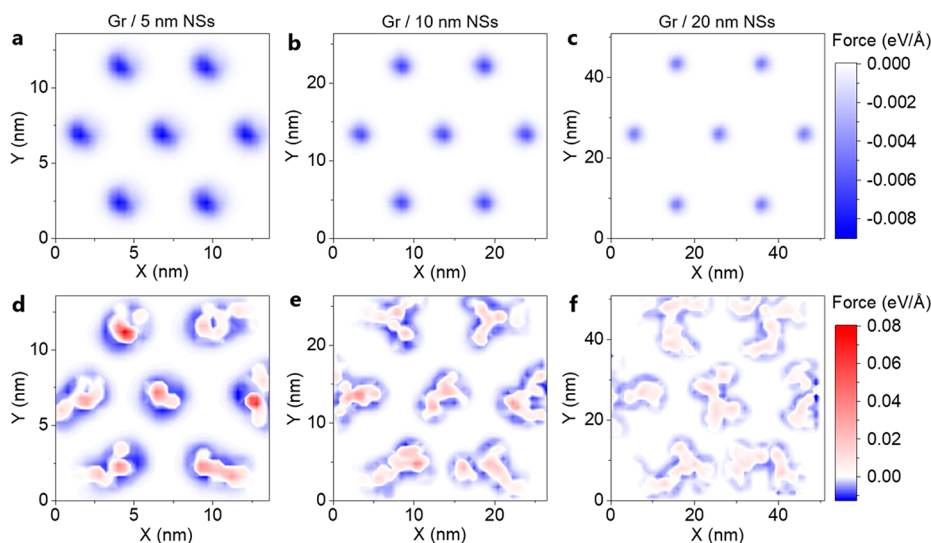 Gr / 5 nm NSs
Gr / 10 nm NSs
Gr / 20 nm NSs
a
b
c
Force (eV/Å)
Y (nm)
10
5
0
0
5
10
X (nm)
Y (nm)
20
10
0
0
10
20
X (nm)
Y (nm)
40
20
0
0
20
40
X (nm)
0.000
-0.002
-0.004
-0.006
-0.008
d
e
f
Force (eV/Å)
Y (nm)
10
5
0
0
5
10
X (nm)
Y (nm)
20
10
0
0
10
20
X (nm)
Y (nm)
40
30
20
10
0
0
20
40
X (nm)
0.08
0.06
0.04
0.02
0.00